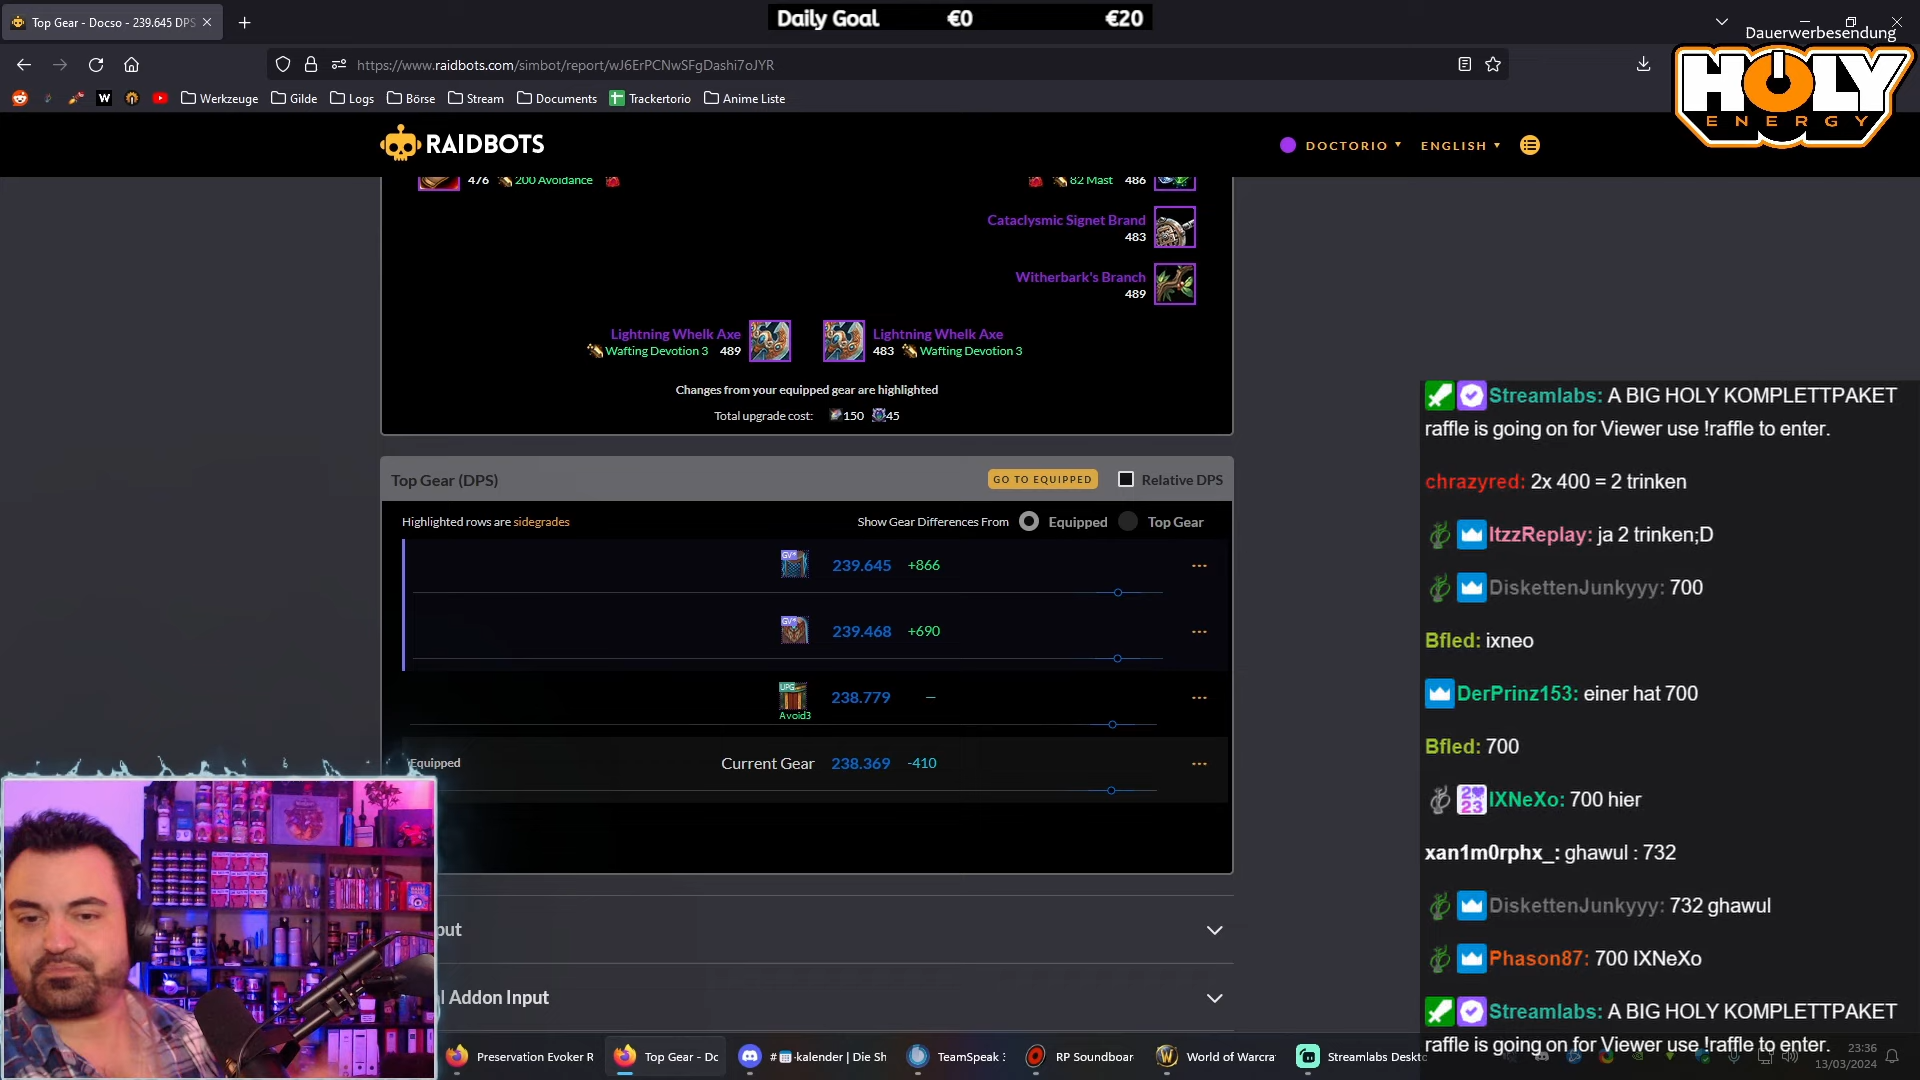 Top Gear - Docso - 239.645 DPS
Daily Goal €0 €20
Dauerwerbesendung
https://www.raidbots.com/simbot/report/wJ6ErPCNwSFgDashi7oJYR
Werkzeuge Gilde Logs Börse Stream Documents Trackertorio Anime Liste
HOLY
ENERGY
RAIDBOTS
DOCTORIO ENGLISH
476 200 Avoidance
82 Mast 486
Cataclysmic Signet Brand
483
Witherbark's Branch
489
Lightning Whelk Axe
Wafting Devotion 3 489
Lightning Whelk Axe
483 Wafting Devotion 3
Changes from your equipped gear are highlighted
Total upgrade cost: 150 45
Top Gear (DPS) GO TO EQUIPPED Relative DPS
Highlighted rows are sidegrades Show Gear Differences From Equipped Top Gear
GV* 239.645 +866 ...
GV* 239.468 +690 ...
UPG 238.779 – ...
Avoid3
Equipped Current Gear 238.369 -410 ...
put
l Addon Input
Streamlabs: A BIG HOLY KOMPLETTPAKET
raffle is going on for Viewer use !raffle to enter.
chrazyred: 2x 400 = 2 trinken
ItzzReplay: ja 2 trinken;D
DiskettenJunkyyy: 700
Bfled: ixneo
DerPrinz153: einer hat 700
Bfled: 700
IXNeXo: 700 hier
xan1m0rphx_: ghawul : 732
DiskettenJunkyyy: 732 ghawul
Phason87: 700 IXNeXo
Streamlabs: A BIG HOLY KOMPLETTPAKET
raffle is going on for Viewer use !raffle to enter.
Preservation Evoker R Top Gear - Dc # -kalender | Die Sh TeamSpeak 3 RP Soundboar World of Warcra Streamlabs Deskto
23:36
13/03/2024